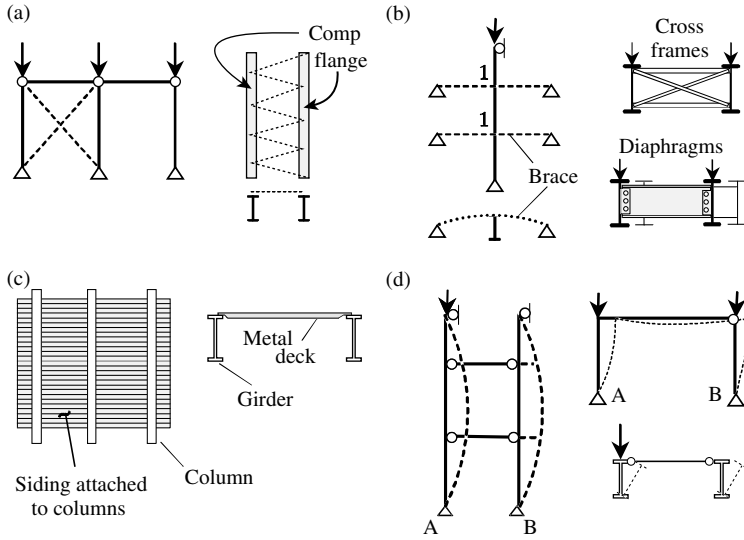 (a)
Comp
flange
(b)
1
1
Brace
Cross
frames
Diaphragms
(c)
Metal
deck
Girder
Column
Siding attached
to columns
(d)
A
B
A
B